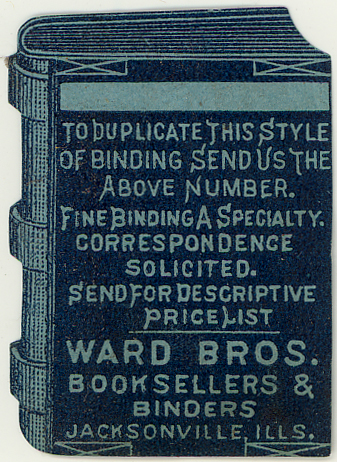 TO DUPLICATE THIS STYLE
OF BINDING SEND US THE
ABOVE NUMBER.
FINE BINDING A SPECIALTY.
CORRESPONDENCE
SOLICITED.
SEND FOR DESCRIPTIVE
PRICE LIST
WARD BROS.
BOOKSELLERS &
BINDERS
JACKSONVILLE, ILLS.